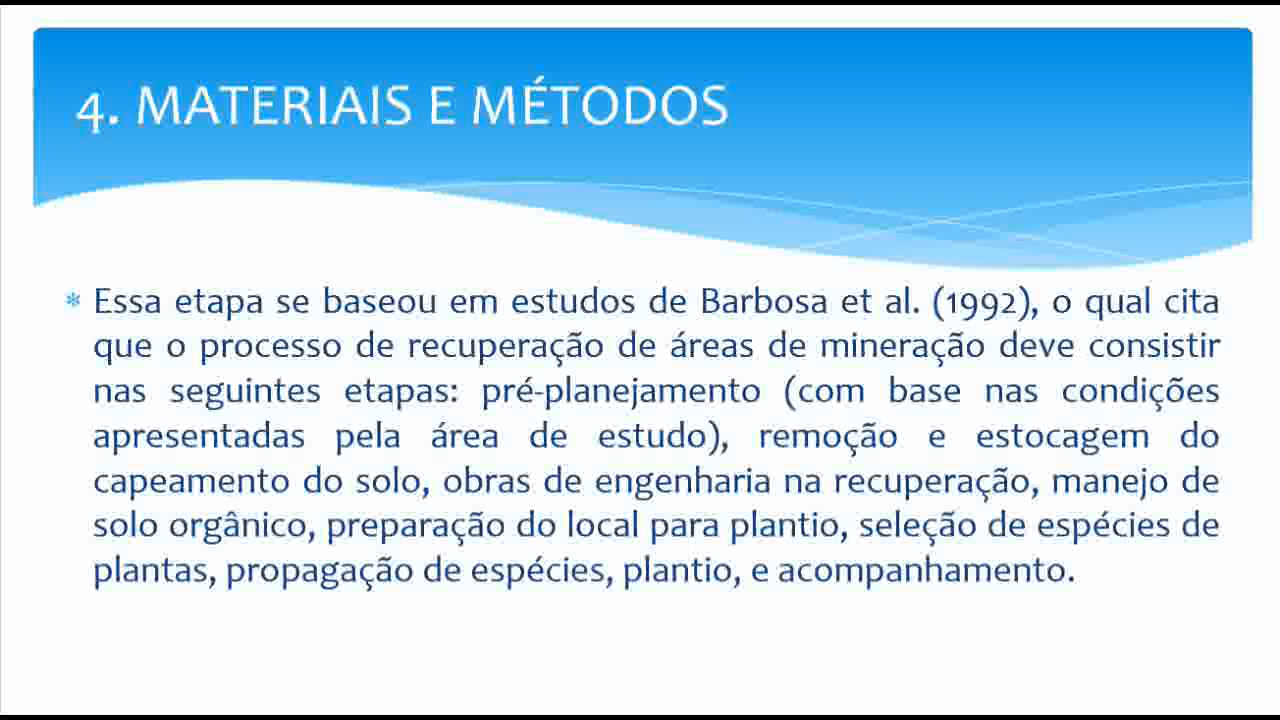 4. MATERIAIS E MÉTODOS
Essa etapa se baseou em estudos de Barbosa et al. (1992), o qual cita
que o processo de recuperação de áreas de mineração deve consistir
nas seguintes etapas: pré-planejamento (com base nas condições
apresentadas pela área de estudo), remoção e estocagem do
capeamento do solo, obras de engenharia na recuperação, manejo de
solo orgânico, preparação do local para plantio, seleção de espécies de
plantas, propagação de espécies, plantio, e acompanhamento.